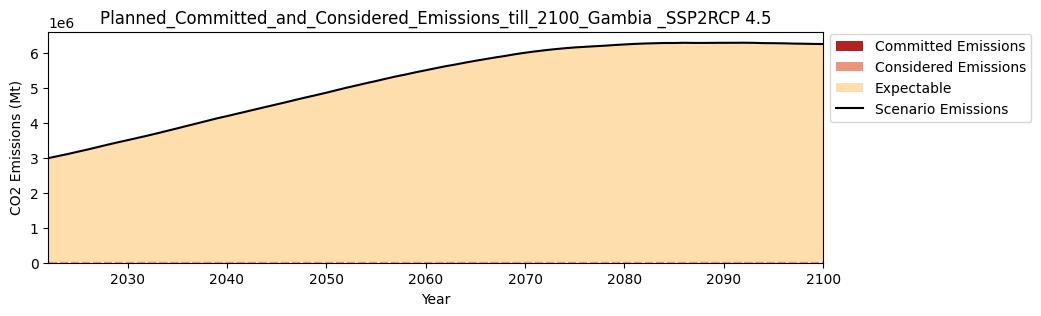 Planned_Committed_and_Considered_Emissions_till_2100_Gambia _SSP2RCP 4.5
1e6
6
5
4
3
2
1
0
CO2 Emissions (Mt)
2030 2040 2050 2060 2070 2080 2090 2100
Year
Committed Emissions
Considered Emissions
Expectable
Scenario Emissions